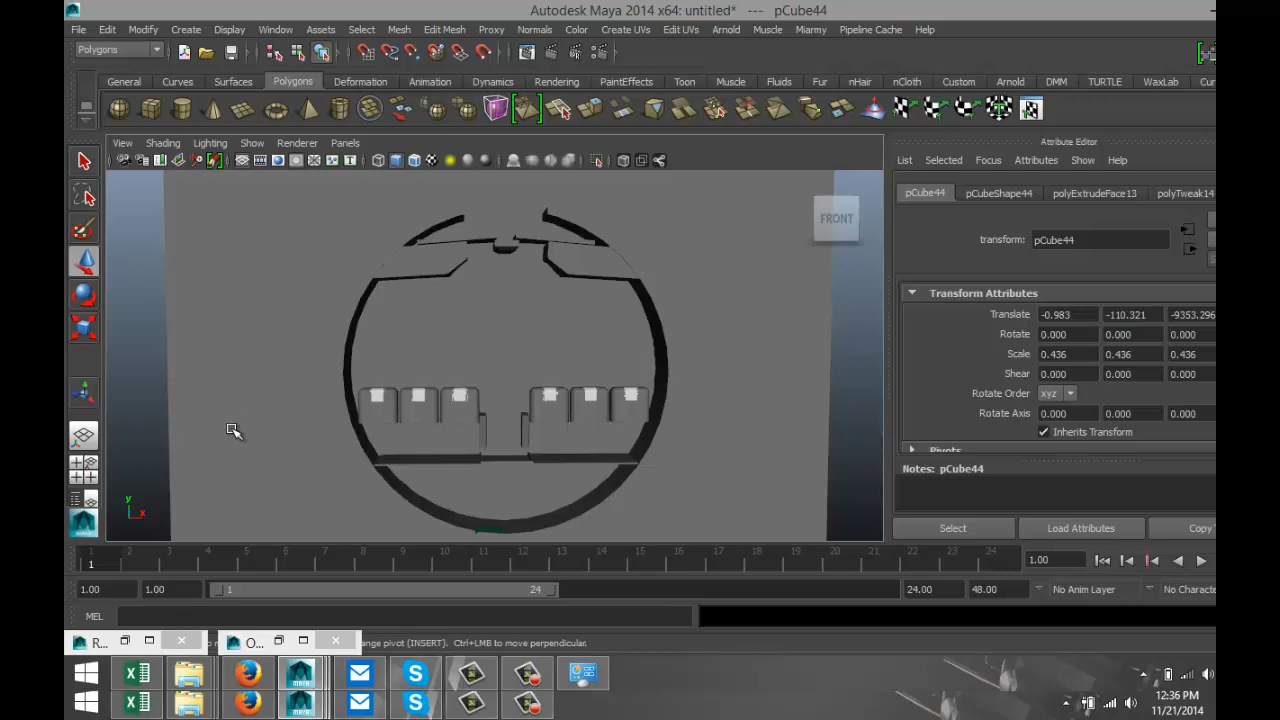 Autodesk Maya 2014 x64: untitled* --- pCube44
File Edit Modify Create Display Window Assets Select Mesh Edit Mesh Proxy Normals Color Create UVs Edit UVs Arnold Muscle Miarmy Pipeline Cache Help
Polygons
General Curves Surfaces Polygons Deformation Animation Dynamics Rendering PaintEffects Toon Muscle Fluids Fur nHair nCloth Custom Arnold DMM TURTLE WaxLab Cur
View Shading Lighting Show Renderer Panels
Attribute Editor
List Selected Focus Attributes Show Help
pCube44 pCubeShape44 polyExtrudeFace13 polyTweak14
FRONT
transform: pCube44
Transform Attributes
Translate -0.983 -110.321 -9353.296
Rotate 0.000 0.000 0.000
Scale 0.436 0.436 0.436
Shear 0.000 0.000 0.000
Rotate Order xyz
Rotate Axis 0.000 0.000 0.000
Inherits Transform
Pivots
Notes: pCube44
y
x
Select Load Attributes Copy
1 2 3 4 5 6 7 8 9 10 11 12 13 14 15 16 17 18 19 20 21 22 23 24
1
1.00
1.00 1.00 1 24 24.00 48.00 No Anim Layer No Charact
MEL
R... O... ange pivot (INSERT). Ctrl+LMB to move perpendicular.
MAYA
12:36 PM
11/21/2014